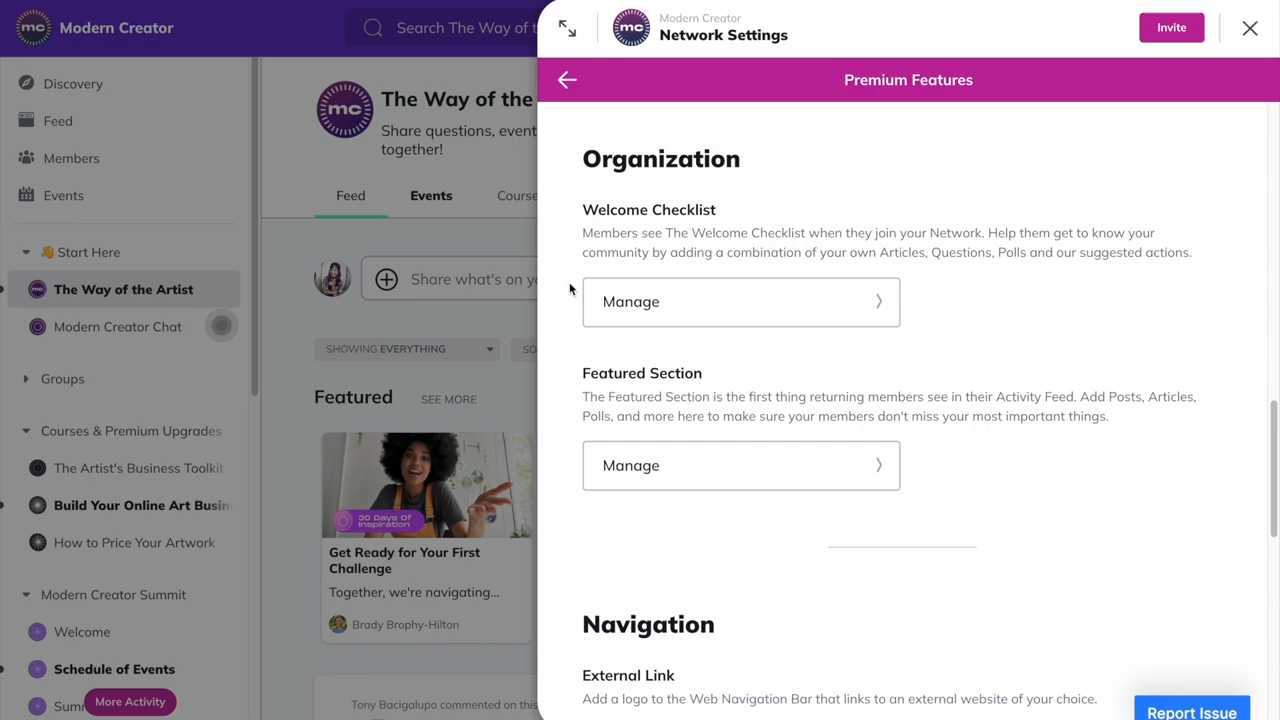 mc
Modern Creator
Search The Way of t
Discovery
Feed
Members
Events
👋 Start Here
The Way of the Artist
Modern Creator Chat
Groups
Courses & Premium Upgrades
The Artist's Business Toolkit
Build Your Online Art Busin
How to Price Your Artwork
Modern Creator Summit
Welcome
Schedule of Events
Sum
More Activity
mc
The Way of the
Share questions, event
together!
Feed
Events
Course
Share what's on yo
SHOWING EVERYTHING
SO
Featured
SEE MORE
30 Days of
Inspiration
Get Ready for Your First
Challenge
Together, we're navigating...
Brady Brophy-Hilton
Tony Bacigalupo commented on this
mc
Modern Creator
Network Settings
Invite
Premium Features
Organization
Welcome Checklist
Members see The Welcome Checklist when they join your Network. Help them get to know your
community by adding a combination of your own Articles, Questions, Polls and our suggested actions.
Manage
Featured Section
The Featured Section is the first thing returning members see in their Activity Feed. Add Posts, Articles,
Polls, and more here to make sure your members don't miss your most important things.
Manage
Navigation
External Link
Add a logo to the Web Navigation Bar that links to an external website of your choice.
Report Issue